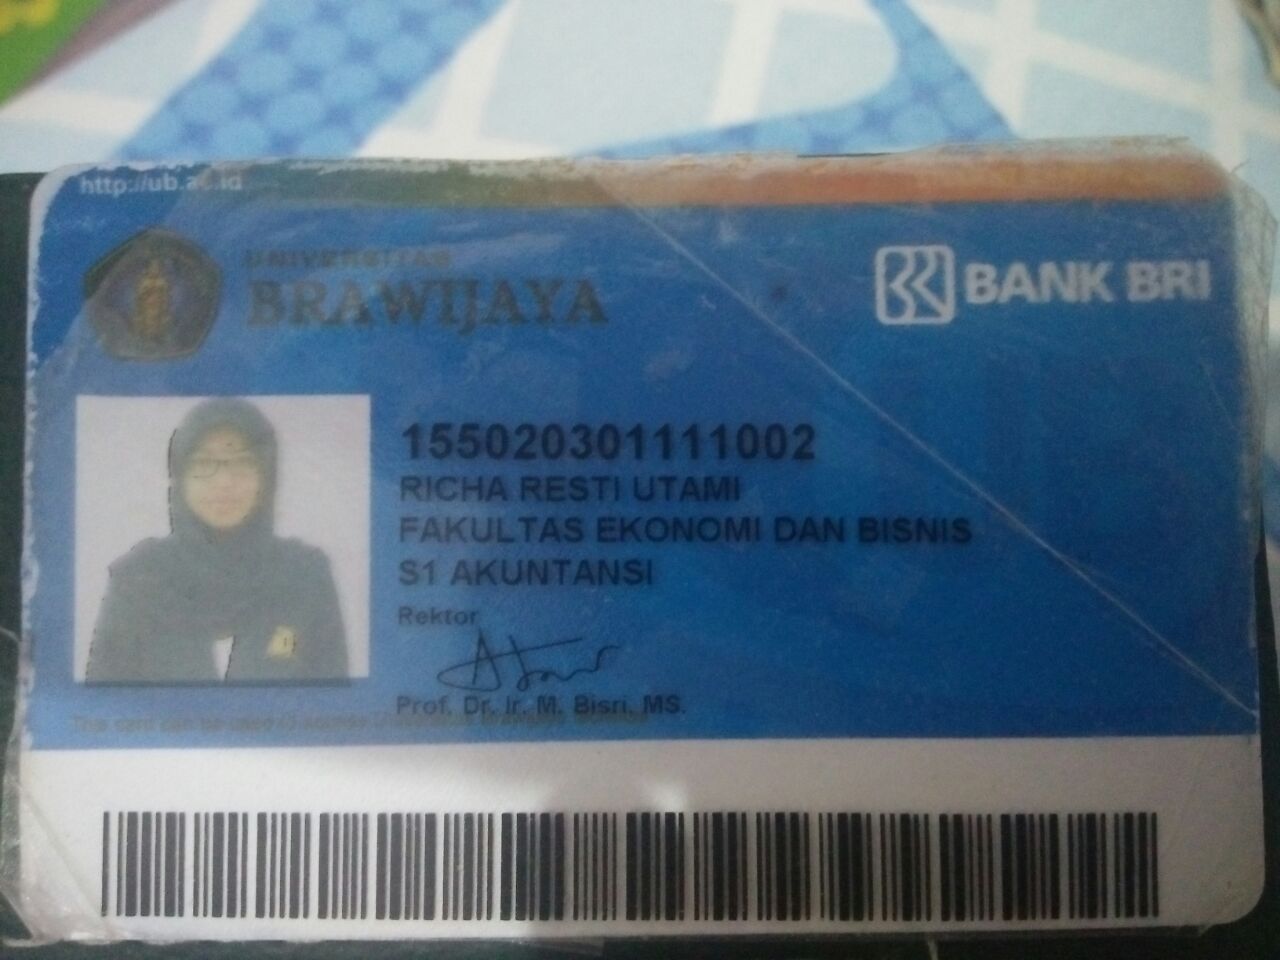 http://ub.ac.id
UNIVERSITAS
BRAWIJAYA
BANK BRI
155020301111002
RICHA RESTI UTAMI
FAKULTAS EKONOMI DAN BISNIS
S1 AKUNTANSI
Rektor
Prof. Dr. Ir. M. Bisri, MS.